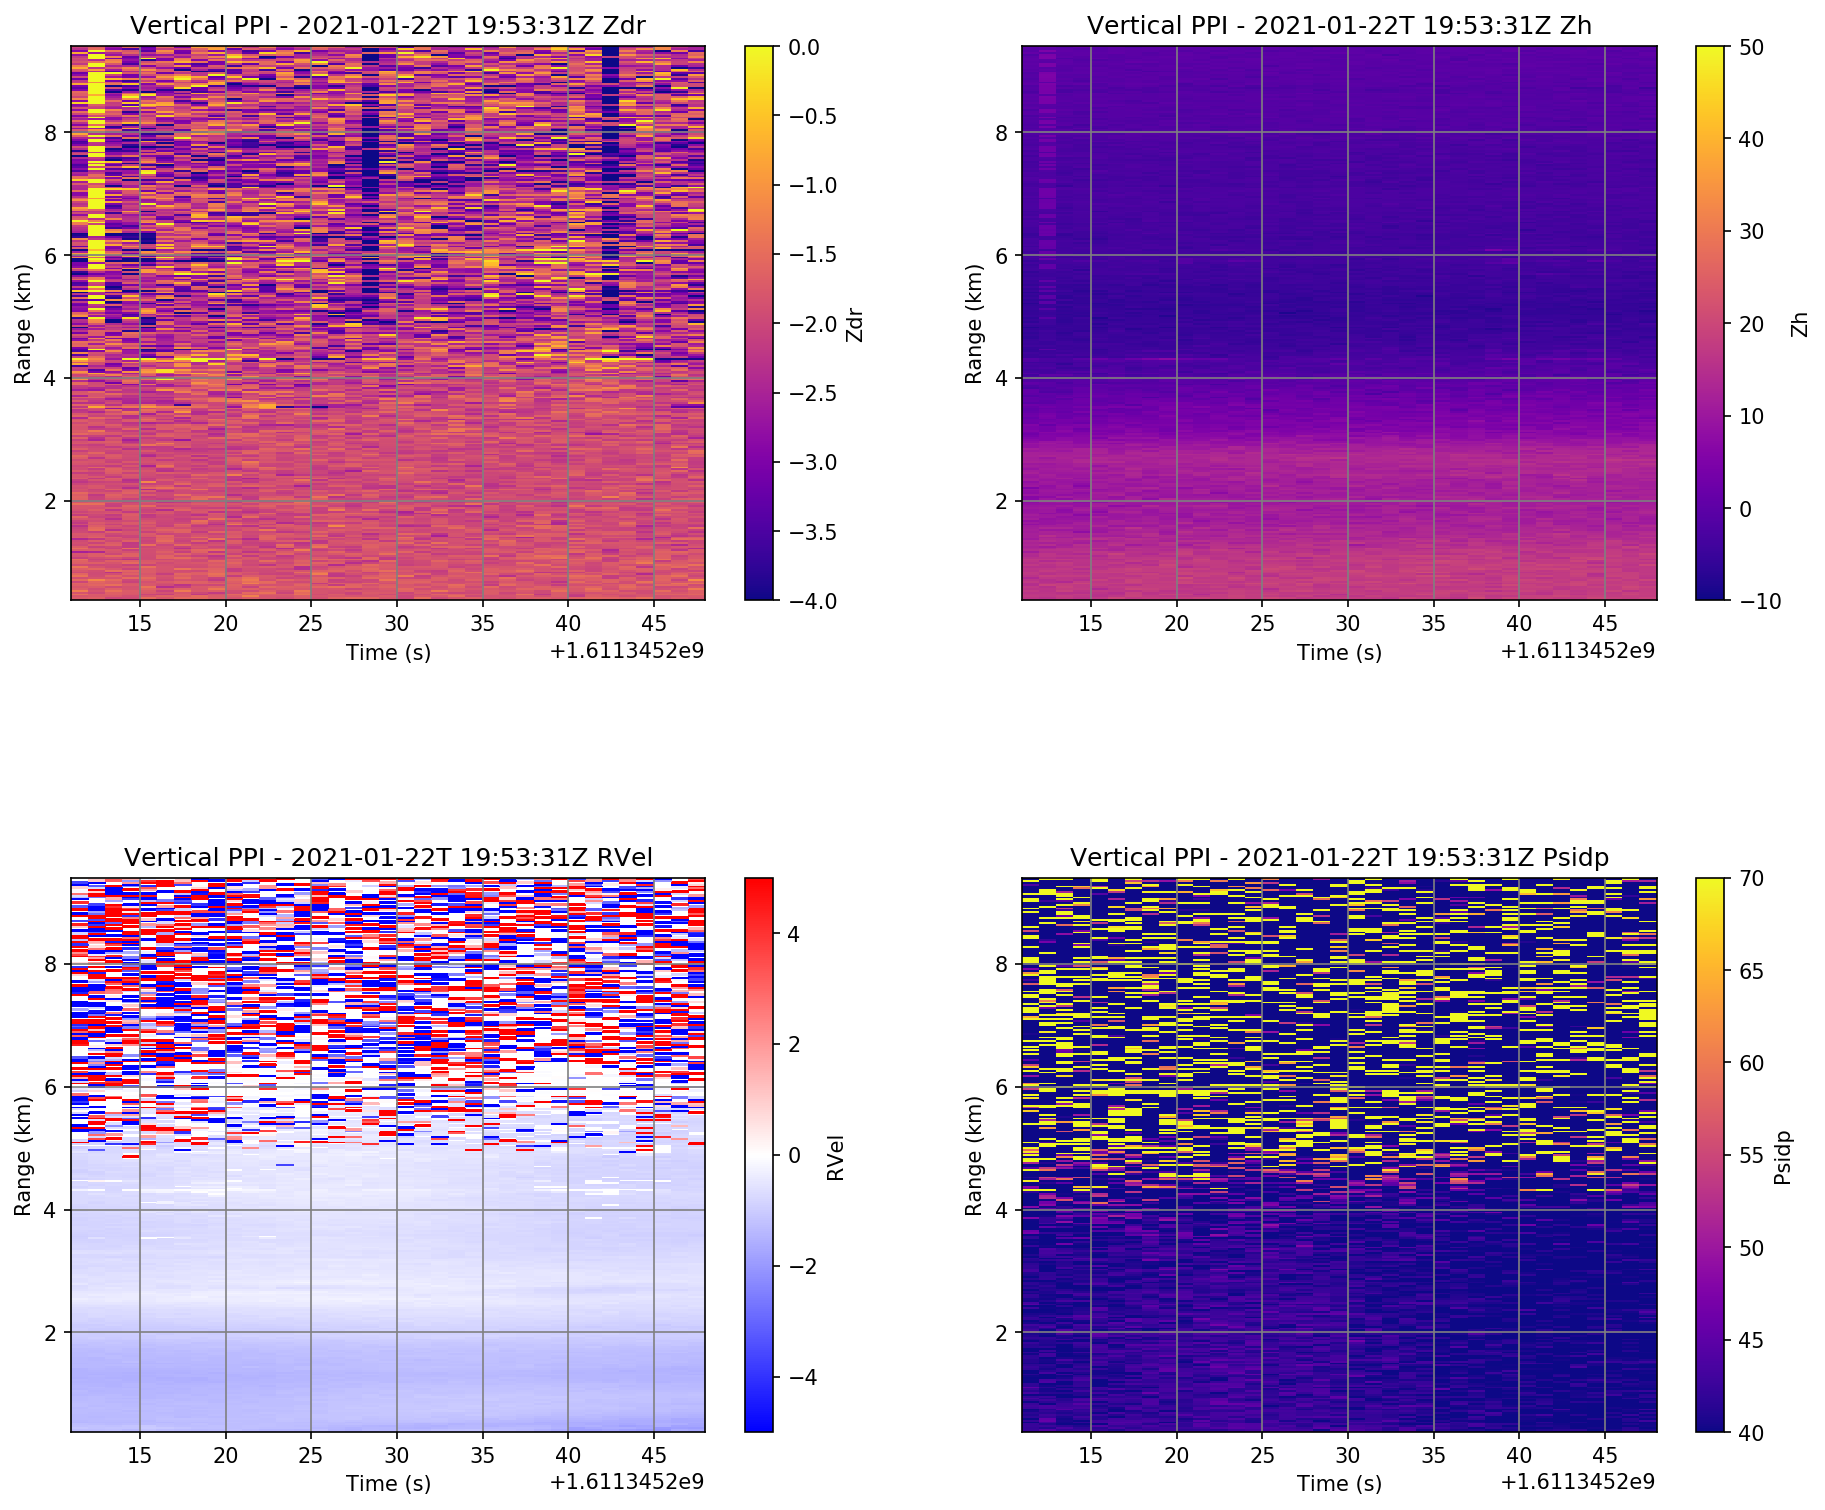 Vertical PPI - 2021-01-22T 19:53:31Z Zdr
Range (km)
8
6
4
2
15 20 25 30 35 40 45
Time (s)
+1.6113452e9
0.0
−0.5
−1.0
−1.5
−2.0
−2.5
−3.0
−3.5
−4.0
Zdr
Vertical PPI - 2021-01-22T 19:53:31Z Zh
Range (km)
8
6
4
2
15 20 25 30 35 40 45
Time (s)
+1.6113452e9
50
40
30
20
10
0
−10
Zh
Vertical PPI - 2021-01-22T 19:53:31Z RVel
Range (km)
8
6
4
2
15 20 25 30 35 40 45
Time (s)
+1.6113452e9
4
2
0
−2
−4
RVel
Vertical PPI - 2021-01-22T 19:53:31Z Psidp
Range (km)
8
6
4
2
15 20 25 30 35 40 45
Time (s)
+1.6113452e9
70
65
60
55
50
45
40
Psidp